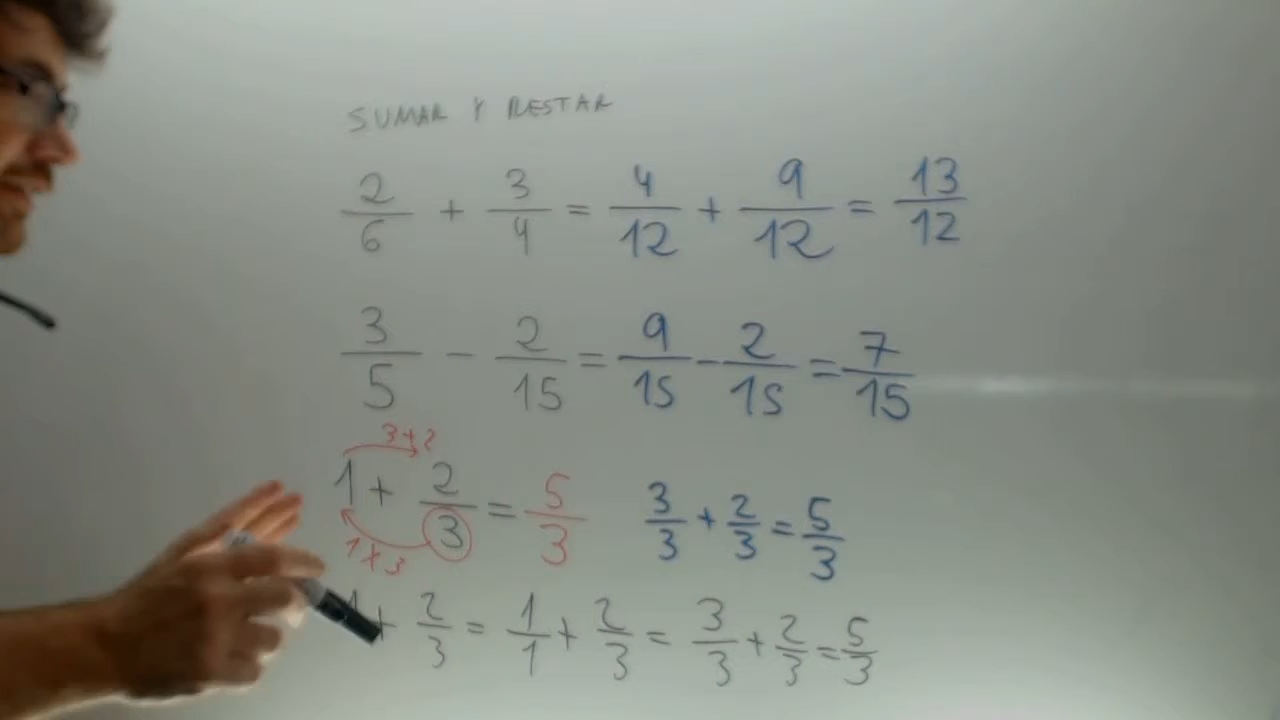 SUMAR Y RESTAR
2/6 + 3/4 = 4/12 + 9/12 = 13/12
3/5 - 2/15 = 9/15 - 2/15 = 7/15
3+2
1 + 2/3 = 5/3 3/3 + 2/3 = 5/3
1×3
1 + 2/3 = 1/1 + 2/3 = 3/3 + 2/3 = 5/3